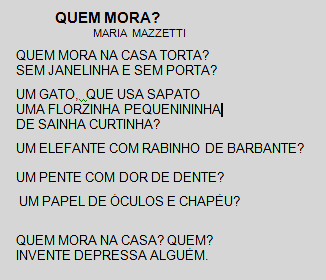 QUEM MORA?
MARIA MAZZETTI
QUEM MORA NA CASA TORTA?
SEM JANELINHA E SEM PORTA?
UM GATO, QUE USA SAPATO
UMA FLORZINHA PEQUENININHA
DE SAINHA CURTINHA?
UM ELEFANTE COM RABINHO DE BARBANTE?
UM PENTE COM DOR DE DENTE?
UM PAPEL DE ÓCULOS E CHAPÉU?
QUEM MORA NA CASA? QUEM?
INVENTE DEPRESSA ALGUÉM.